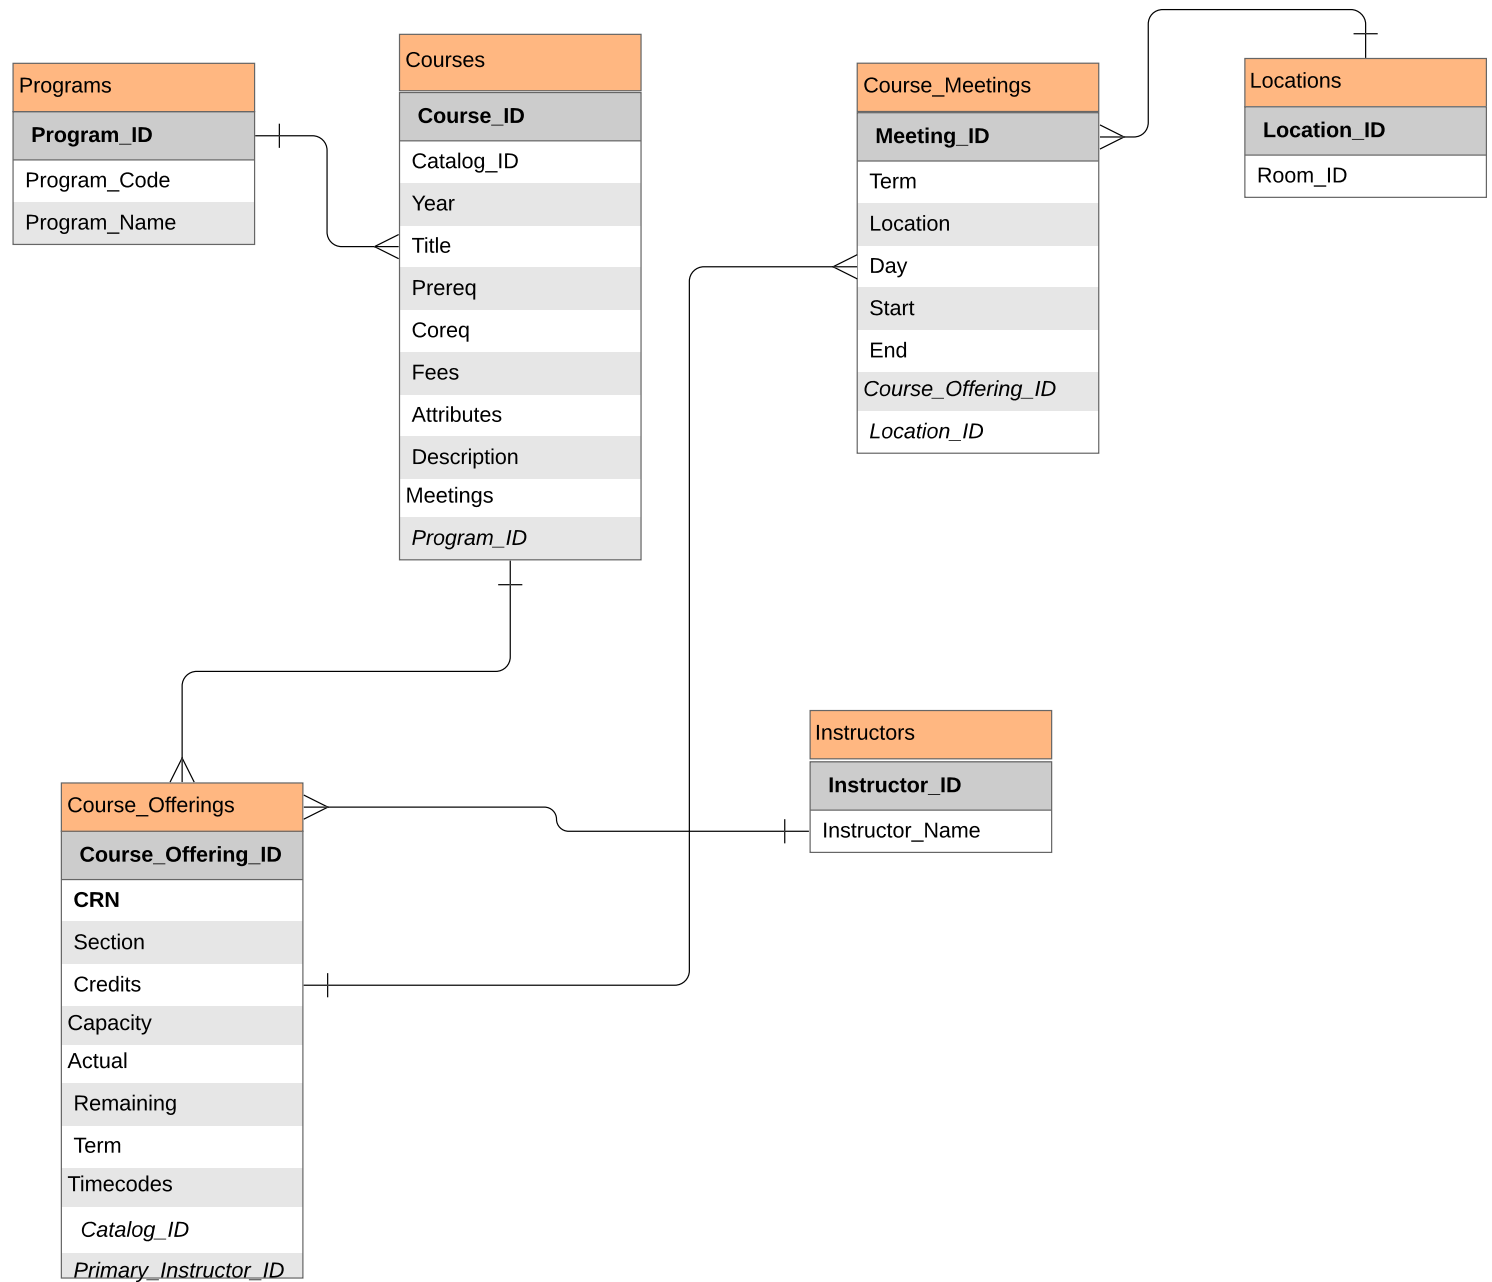 Programs
Program_ID
Program_Code
Program_Name
Courses
Course_ID
Catalog_ID
Year
Title
Prereq
Coreq
Fees
Attributes
Description
Meetings
Program_ID
Course_Meetings
Meeting_ID
Term
Location
Day
Start
End
Course_Offering_ID
Location_ID
Locations
Location_ID
Room_ID
Course_Offerings
Course_Offering_ID
CRN
Section
Credits
Capacity
Actual
Remaining
Term
Timecodes
Catalog_ID
Primary_Instructor_ID
Instructors
Instructor_ID
Instructor_Name